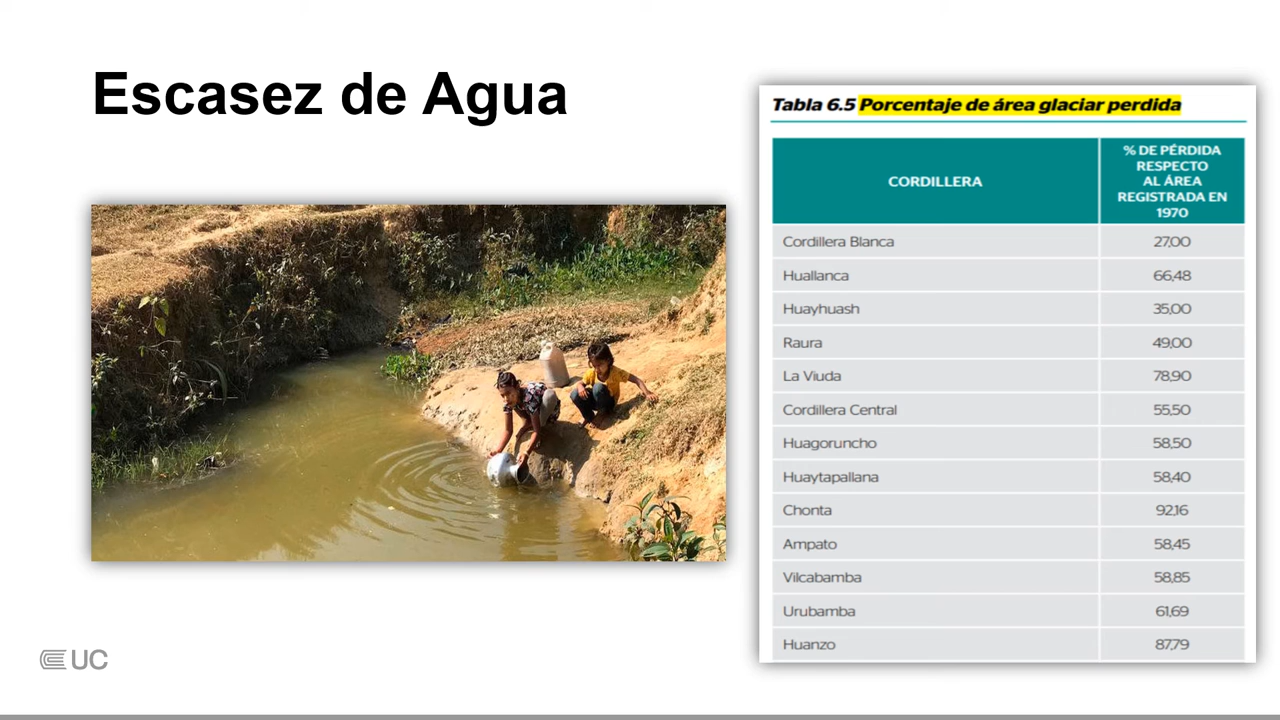 Escasez de Agua
Tabla 6.5 Porcentaje de área glaciar perdida
CORDILLERA
% DE PÉRDIDA
RESPECTO
AL ÁREA
REGISTRADA EN
1970
Cordillera Blanca 27,00
Huallanca 66,48
Huayhuash 35,00
Raura 49,00
La Viuda 78,90
Cordillera Central 55,50
Huagoruncho 58,50
Huaytapallana 58,40
Chonta 92,16
Ampato 58,45
Vilcabamba 58,85
Urubamba 61,69
Huanzo 87,79
UC